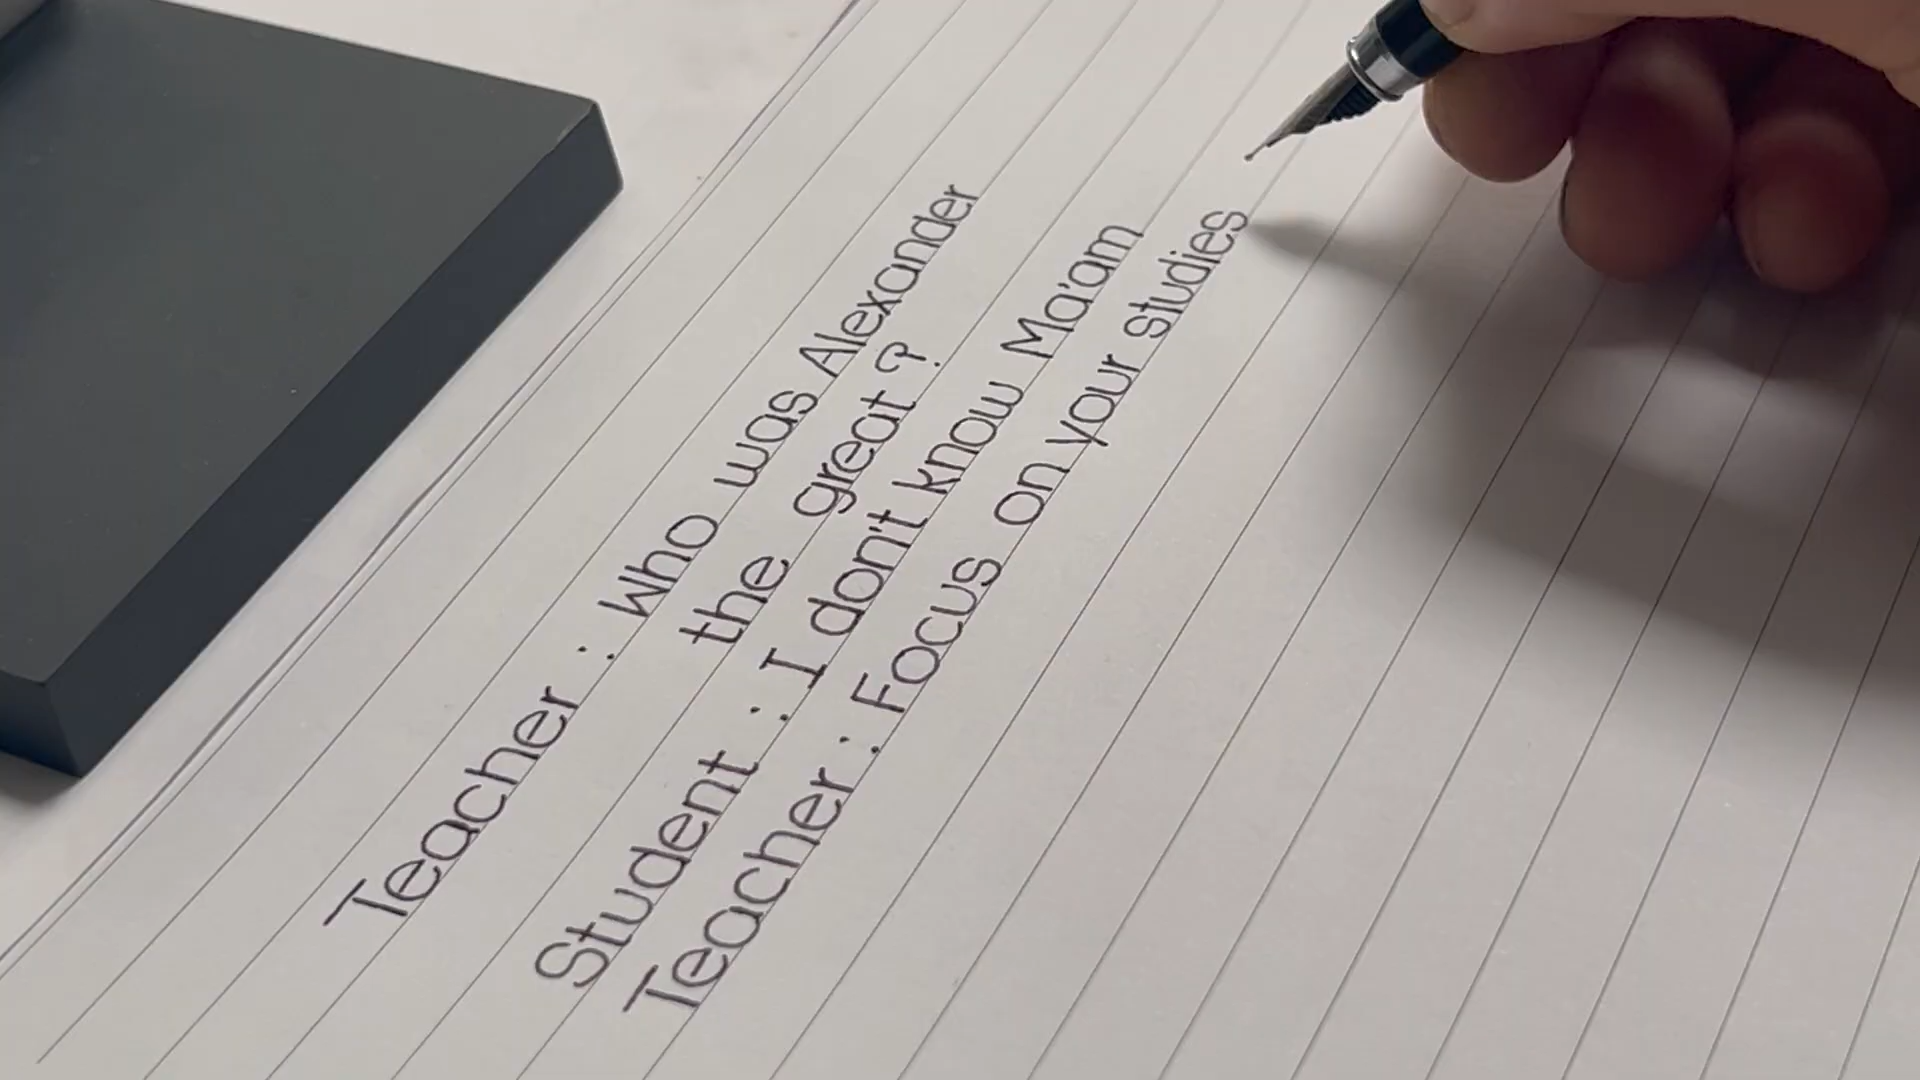 Teacher : Who was Alexander
the great ?
Student : I don't know Ma'am
Teacher : Focus on your studies